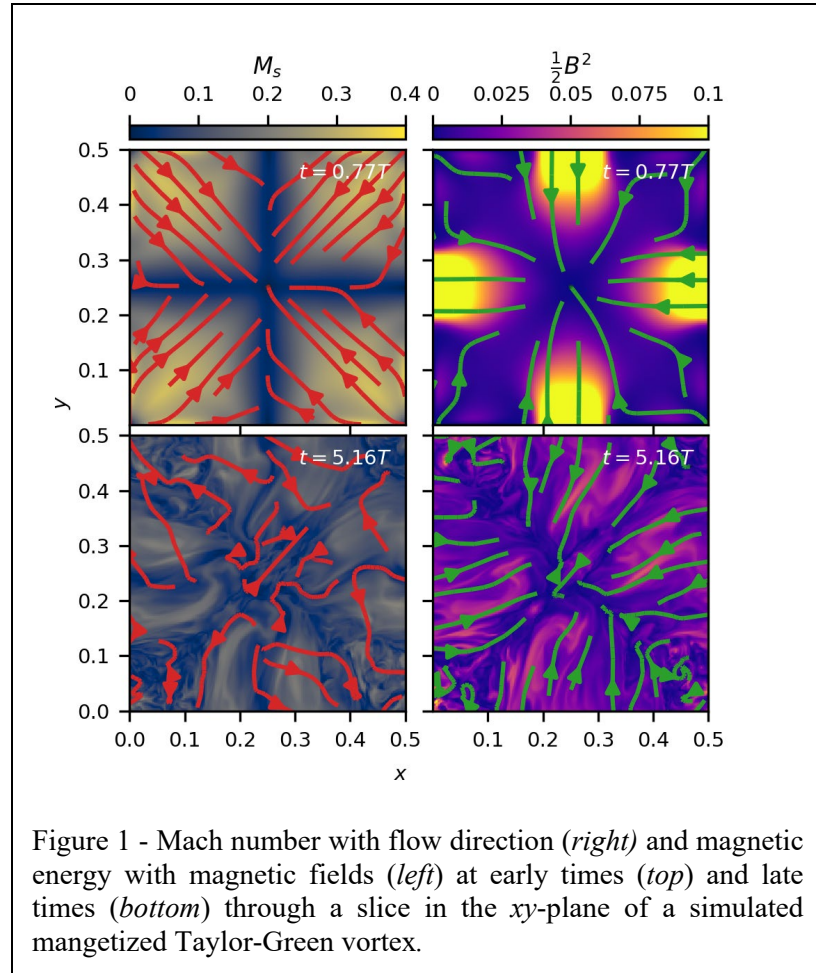 M_s
½B²
0 0.1 0.2 0.3 0.4
0 0.025 0.05 0.075 0.1
t = 0.77T
t = 0.77T
0.5
0.4
0.3
0.2
0.1
y
t = 5.16T
t = 5.16T
0.5
0.4
0.3
0.2
0.1
0.0
0.0 0.1 0.2 0.3 0.4 0.5
0.1 0.2 0.3 0.4 0.5
x
Figure 1 - Mach number with flow direction (right) and magnetic
energy with magnetic fields (left) at early times (top) and late
times (bottom) through a slice in the xy-plane of a simulated
mangetized Taylor-Green vortex.